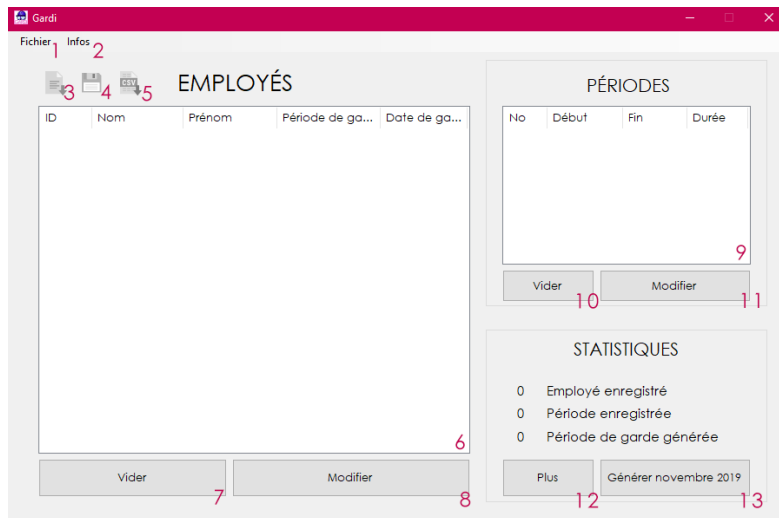 Gardi
Fichier 1 Infos 2
3 4 CSV 5 EMPLOYÉS
ID Nom Prénom Période de ga... Date de ga...
6
Vider 7 Modifier 8
PÉRIODES
No Début Fin Durée
9
Vider 10 Modifier 11
STATISTIQUES
0 Employé enregistré
0 Période enregistrée
0 Période de garde générée
Plus 12 Générer novembre 2019 13